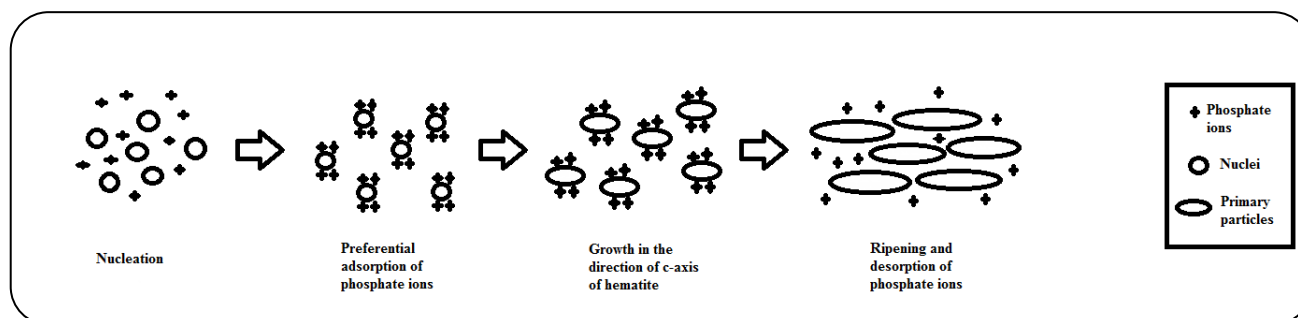 Nucleation
Preferential
adsorption of
phosphate ions
Growth in the
direction of c-axis
of hematite
Ripening and
desorption of
phosphate ions
Phosphate
ions
Nuclei
Primary
particles